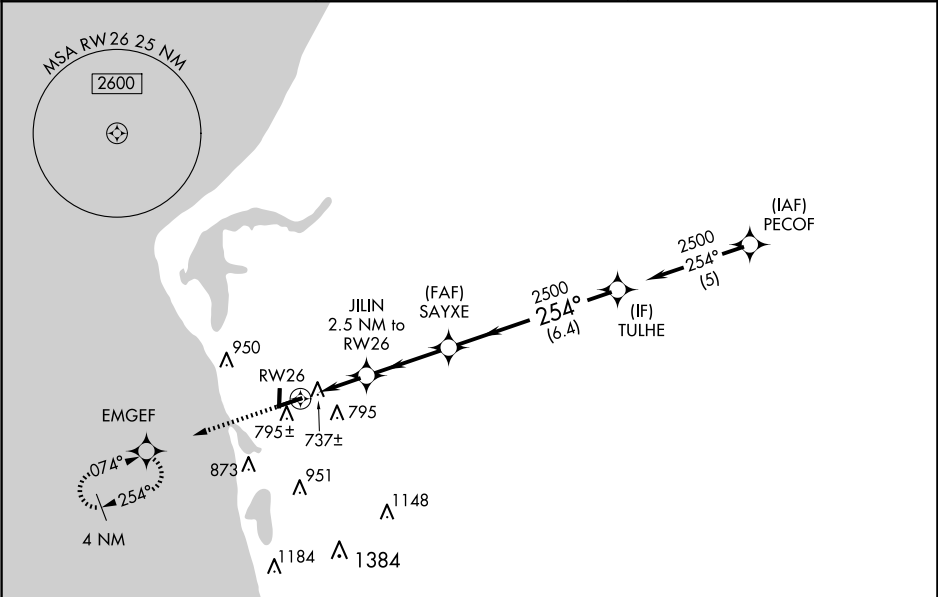 MSA RW26 25 NM
2600
(IAF)
PECOF
2500
254°
(5)
(IF)
TULHE
2500
254°
(6.4)
(FAF)
SAYXE
JILIN
2.5 NM to
RW26
950
RW26
795±
737±
795
EMGEF
074°
254°
4 NM
873
951
1148
1184
1384